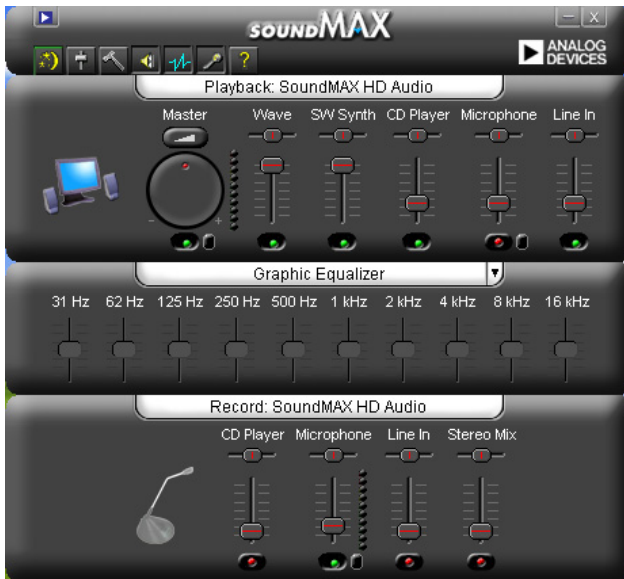 SOUNDMAX
ANALOG
DEVICES
?
Playback: SoundMAX HD Audio
Master Wave SW Synth CD Player Microphone Line In
- +
Graphic Equalizer
31 Hz 62 Hz 125 Hz 250 Hz 500 Hz 1 kHz 2 kHz 4 kHz 8 kHz 16 kHz
Record: SoundMAX HD Audio
CD Player Microphone Line In Stereo Mix